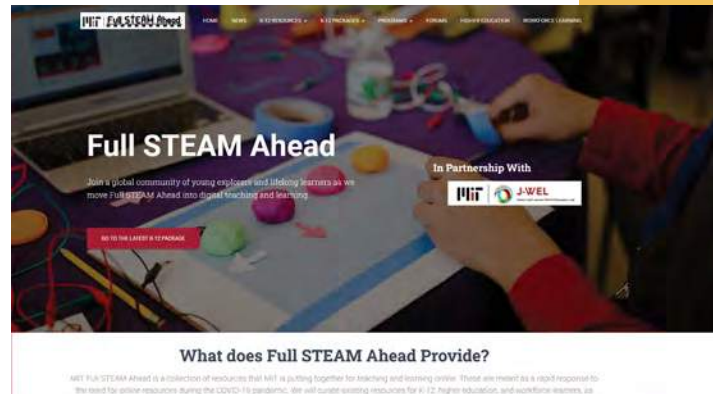 MIT Full STEAM Ahead
HOME NEWS K-12 RESOURCES K-12 PACKAGES PROGRAMS FORUMS HIGHER EDUCATION WORKFORCE LEARNING
Full STEAM Ahead
Join a global community of young explorers and lifelong learners as we
move Full STEAM Ahead into digital teaching and learning
GO TO THE LATEST K-12 PACKAGE
In Partnership With
MIT J-WEL
What does Full STEAM Ahead Provide?
MIT Full STEAM Ahead is a collection of resources that MIT is putting together for teaching and learning online. These are meant as a rapid response to
the need for online resources during the COVID-19 pandemic. We will curate existing resources for K-12, higher education, and workforce learners, as